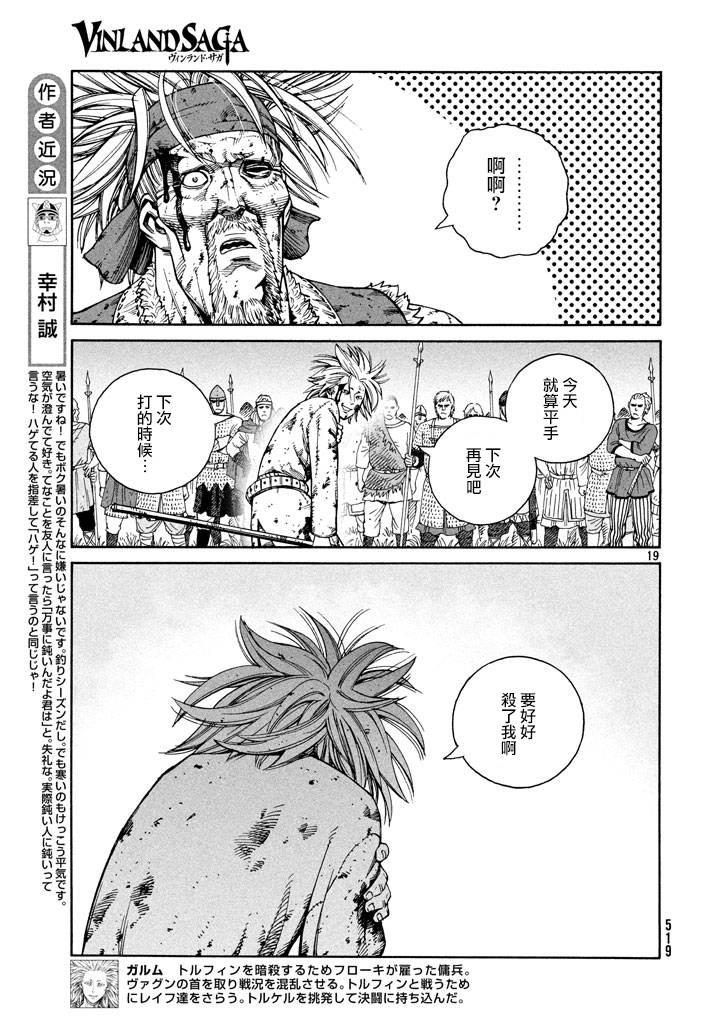 VINLAND SAGA
ヴィンランド・サガ
………
啊啊？
今天
就算平手
下次
再見吧
下次
打的時候…
19
要好好
殺了我啊
作者近況
幸村誠
暑いですね！でもボク暑いのそんなに嫌いじゃないです。釣りシーズンだし。でも寒いのもけっこう平気です。
空気が澄んでて好き。てなことを友人に言ったら「万事に鈍いんだよ君は」と。失礼な。実際鈍い人に鈍いって
言うな！ハゲてる人を指差して「ハゲー」って言うのと同じじゃ！
519
ガルム　トルフィンを暗殺するためフローキが雇った傭兵。
ヴァグンの首を取り戦況を混乱させる。トルフィンと戦うため
にレイフ達をさらう。トルケルを挑発して決闘に持ち込んだ。